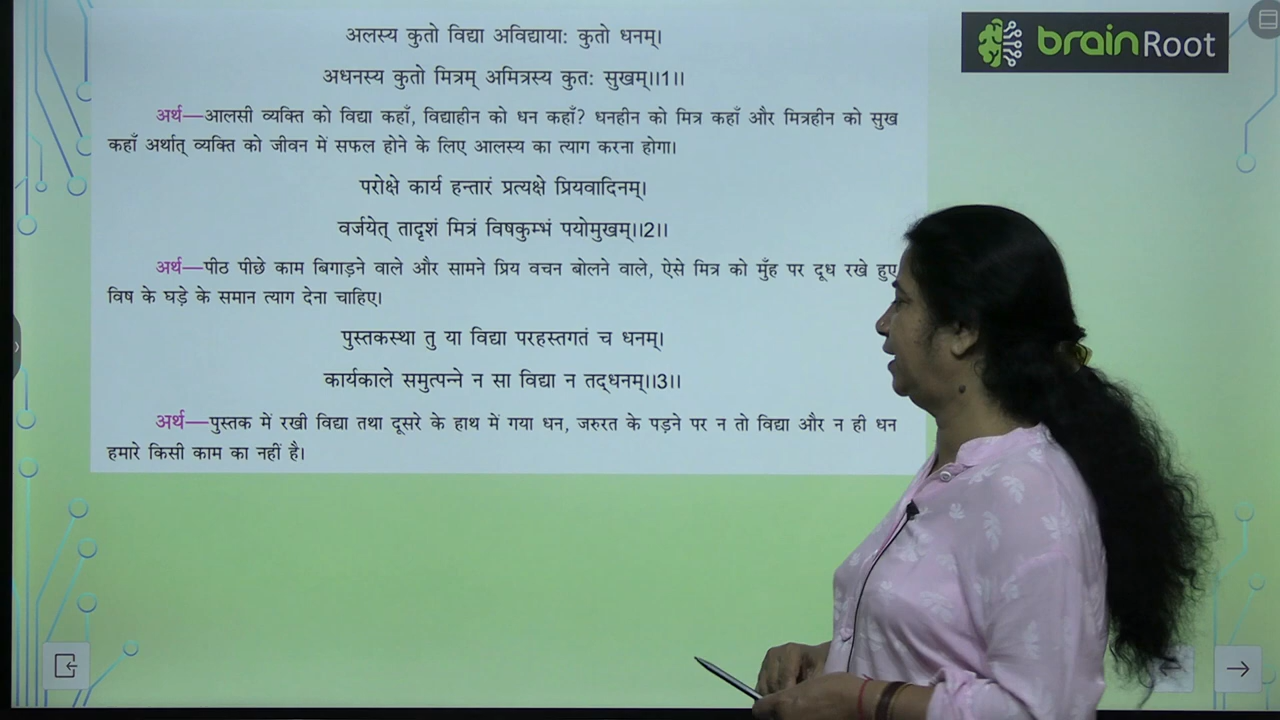 अलस्य कुतो विद्या अविद्यायाः कुतो धनम्।
brainRoot
अधनस्य कुतो मित्रम् अमित्रस्य कुतः सुखम्।।1।।
अर्थ—आलसी व्यक्ति को विद्या कहाँ, विद्याहीन को धन कहाँ? धनहीन को मित्र कहाँ और मित्रहीन को सुख
कहाँ अर्थात् व्यक्ति को जीवन में सफल होने के लिए आलस्य का त्याग करना होगा।
परोक्षे कार्य हन्तारं प्रत्यक्षे प्रियवादिनम्।
वर्जयेत् तादृशं मित्रं विषकुम्भं पयोमुखम्।।2।।
अर्थ—पीठ पीछे काम बिगाड़ने वाले और सामने प्रिय वचन बोलने वाले, ऐसे मित्र को मुँह पर दूध रखे हुए
विष के घड़े के समान त्याग देना चाहिए।
पुस्तकस्था तु या विद्या परहस्तगतं च धनम्।
कार्यकाले समुत्पन्ने न सा विद्या न तद्धनम्।।3।।
अर्थ—पुस्तक में रखी विद्या तथा दूसरे के हाथ में गया धन, जरुरत के पड़ने पर न तो विद्या और न ही धन
हमारे किसी काम का नहीं है।